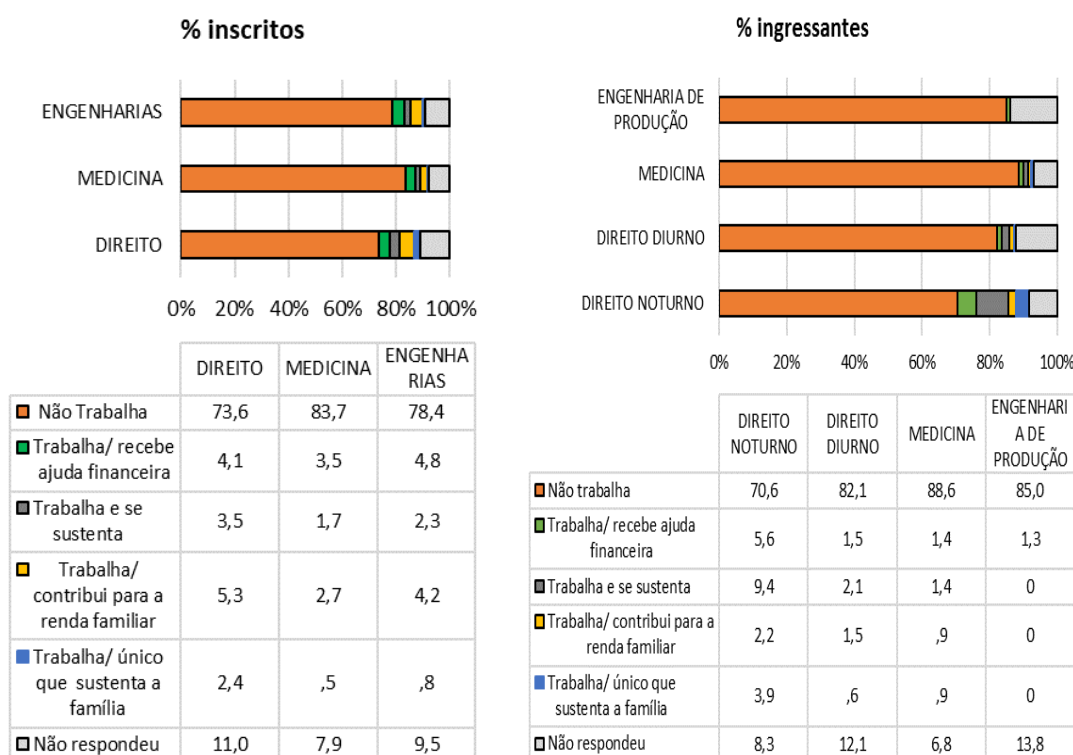 % inscritos
ENGENHARIAS
MEDICINA
DIREITO
0% 20% 40% 60% 80% 100%
DIREITO MEDICINA ENGENHA
RIAS
Não Trabalha 73,6 83,7 78,4
Trabalha/ recebe
ajuda financeira 4,1 3,5 4,8
Trabalha e se
sustenta 3,5 1,7 2,3
Trabalha/
contribui para a
renda familiar 5,3 2,7 4,2
Trabalha/ único
que sustenta a
família 2,4 ,5 ,8
Não respondeu 11,0 7,9 9,5
% ingressantes
ENGENHARIA DE
PRODUÇÃO
MEDICINA
DIREITO DIURNO
DIREITO NOTURNO
0% 20% 40% 60% 80% 100%
DIREITO
NOTURNO
DIREITO
DIURNO
MEDICINA
ENGENHARI
A DE
PRODUÇÃO
Não trabalha 70,6 82,1 88,6 85,0
Trabalha/ recebe ajuda
financeira 5,6 1,5 1,4 1,3
Trabalha e se sustenta 9,4 2,1 1,4 0
Trabalha/ contribui para a
renda familiar 2,2 1,5 ,9 0
Trabalha/ único que
sustenta a família 3,9 ,6 ,9 0
Não respondeu 8,3 12,1 6,8 13,8